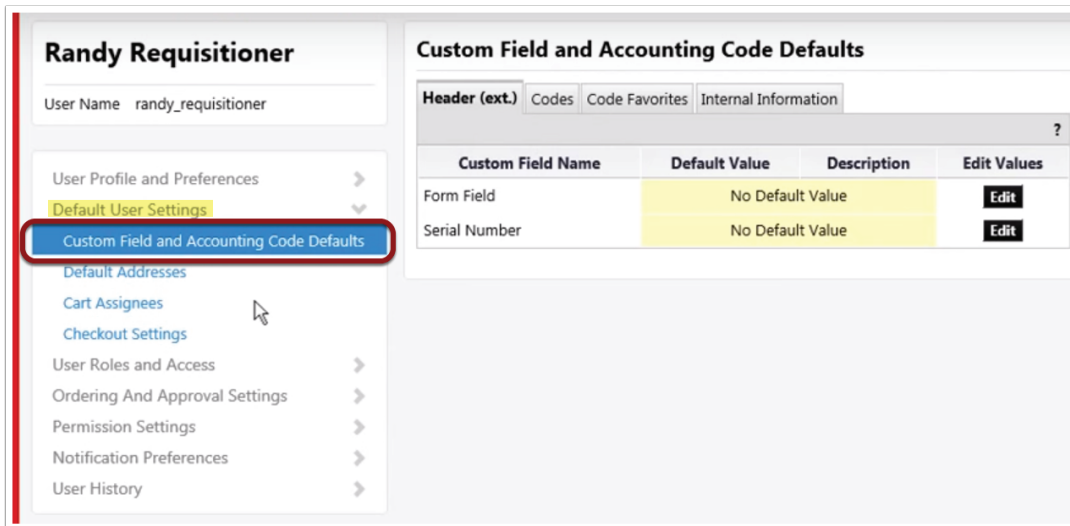 Randy Requisitioner
User Name randy_requisitioner
User Profile and Preferences
Default User Settings
Custom Field and Accounting Code Defaults
Default Addresses
Cart Assignees
Checkout Settings
User Roles and Access
Ordering And Approval Settings
Permission Settings
Notification Preferences
User History
Custom Field and Accounting Code Defaults
Header (ext.) Codes Code Favorites Internal Information
?
Custom Field Name Default Value Description Edit Values
Form Field No Default Value Edit
Serial Number No Default Value Edit